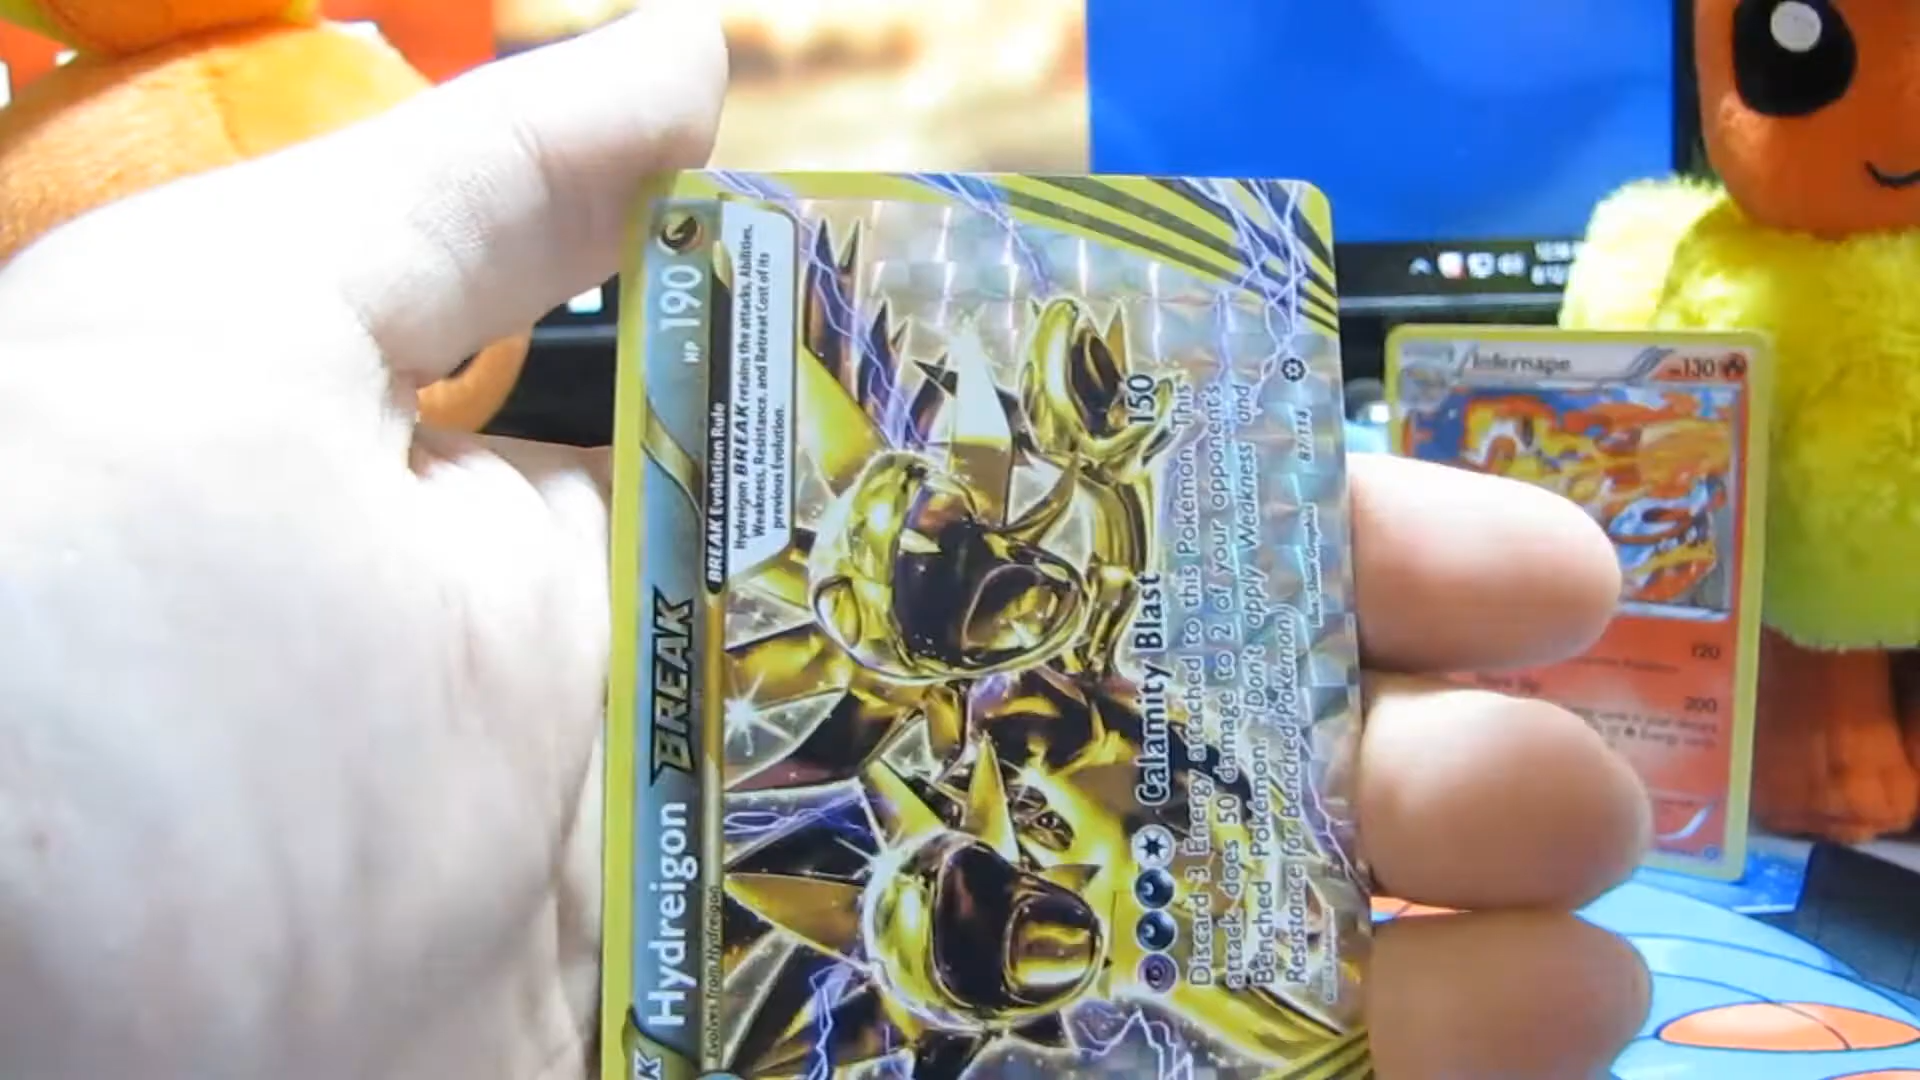 Hydreigon BREAK HP 190
Evolves from Hydreigon
BREAK Evolution Rule
Hydreigon BREAK retains the attacks, Abilities,
Weakness, Resistance, and Retreat Cost of its
previous Evolution.
Calamity Blast 150
Discard 3 Energy attached to this Pokémon. This
attack does 50 damage to 2 of your opponent's
Benched Pokémon. (Don't apply Weakness and
Resistance for Benched Pokémon.)
87/114
Infernape 130
120
200